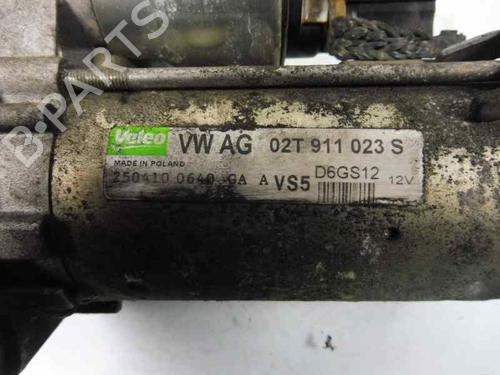 Valeo
VW AG 02T 911 023 S
MADE IN POLAND
250410 0640 GA A VS5 D6GS12 12V
B-PARTS